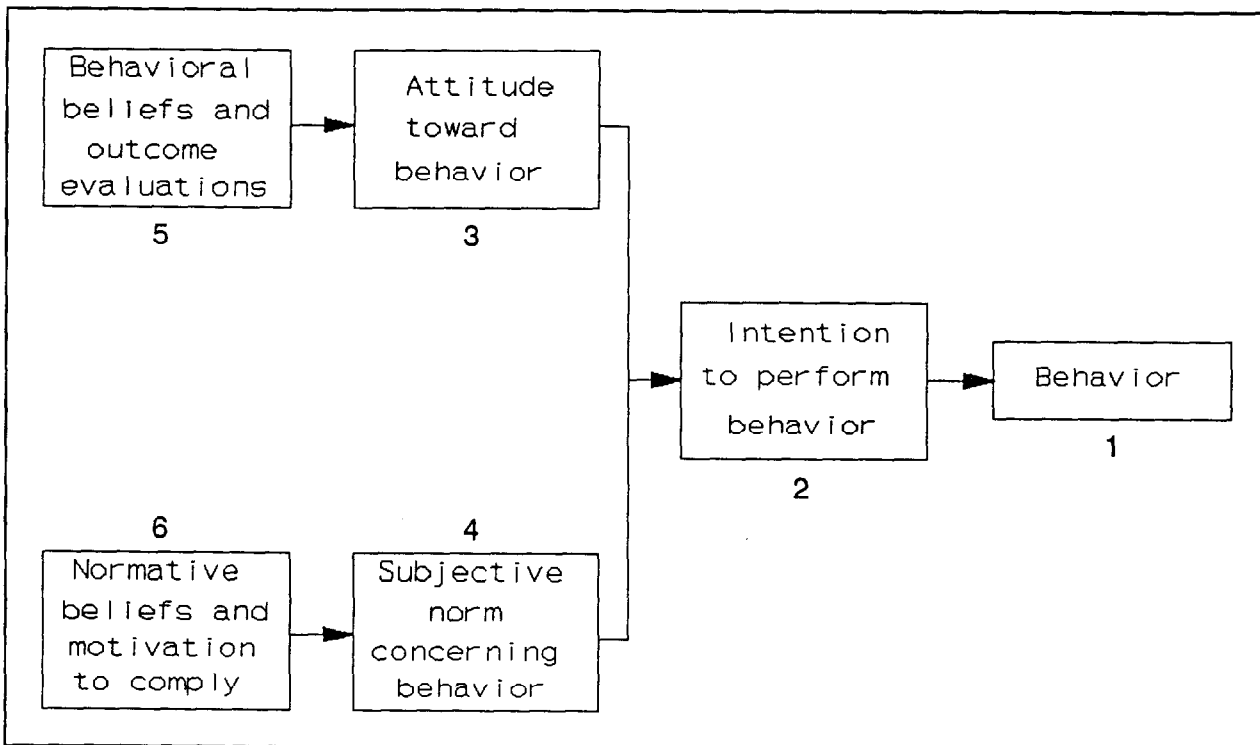 Behavioral
beliefs and
outcome
evaluations
5
Attitude
toward
behavior
3
Intention
to perform
behavior
2
Behavior
1
6
Normative
beliefs and
motivation
to comply
4
Subjective
norm
concerning
behavior